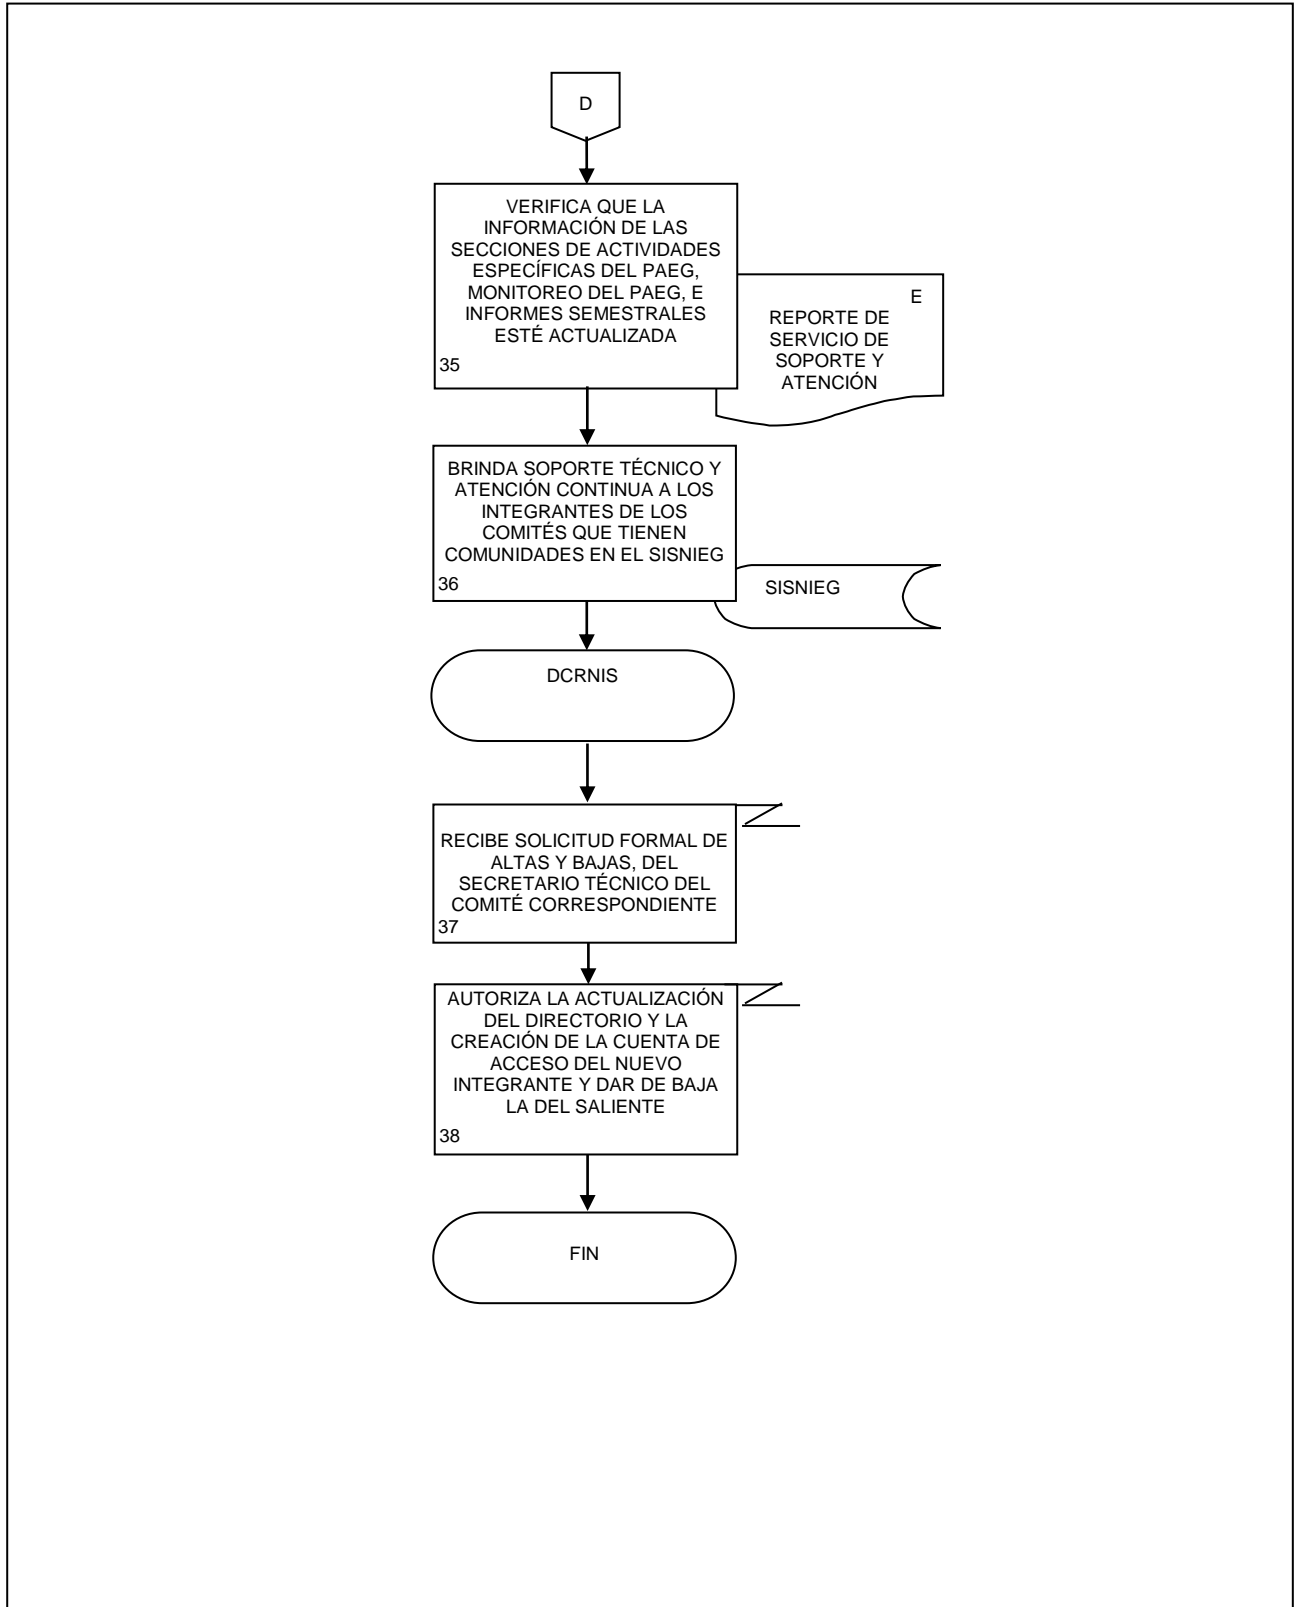 D
VERIFICA QUE LA
INFORMACIÓN DE LAS
SECCIONES DE ACTIVIDADES
ESPECÍFICAS DEL PAEG,
MONITOREO DEL PAEG, E
INFORMES SEMESTRALES
ESTÉ ACTUALIZADA
35
E
REPORTE DE
SERVICIO DE
SOPORTE Y
ATENCIÓN
BRINDA SOPORTE TÉCNICO Y
ATENCIÓN CONTINUA A LOS
INTEGRANTES DE LOS
COMITÉS QUE TIENEN
COMUNIDADES EN EL SISNIEG
36
SISNIEG
DCRNIS
RECIBE SOLICITUD FORMAL DE
ALTAS Y BAJAS, DEL
SECRETARIO TÉCNICO DEL
COMITÉ CORRESPONDIENTE
37
AUTORIZA LA ACTUALIZACIÓN
DEL DIRECTORIO Y LA
CREACIÓN DE LA CUENTA DE
ACCESO DEL NUEVO
INTEGRANTE Y DAR DE BAJA
LA DEL SALIENTE
38
FIN